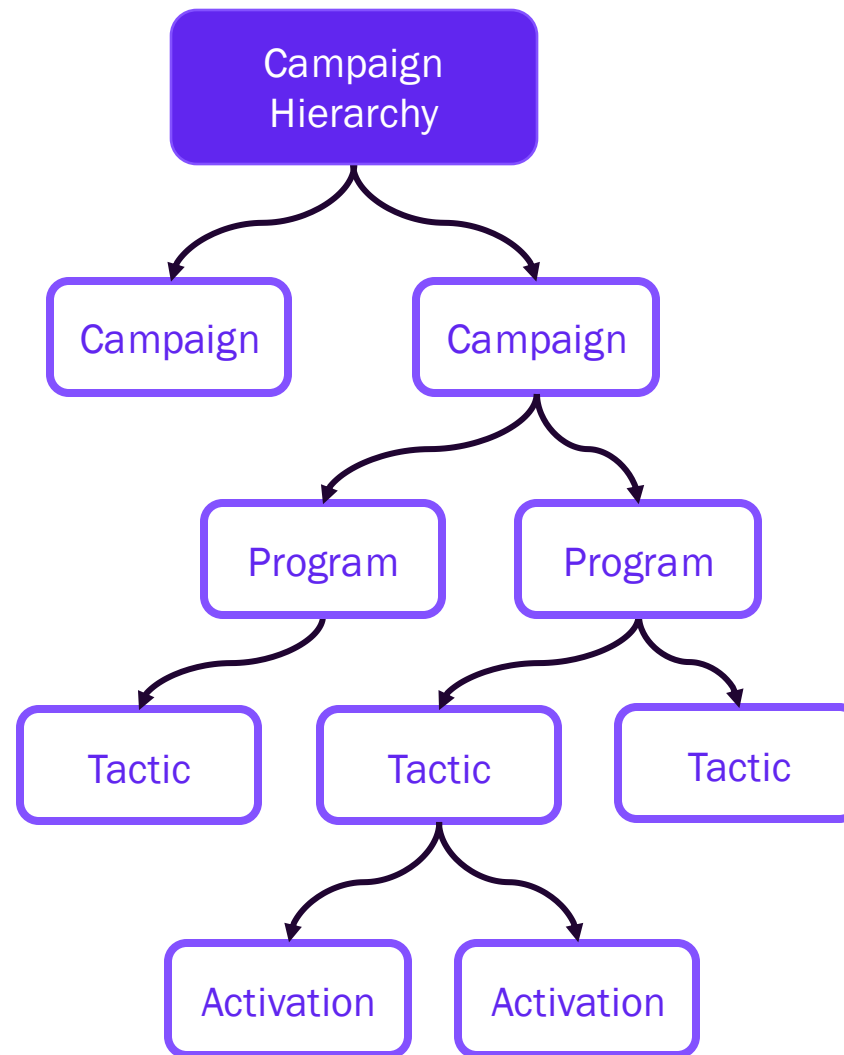 Campaign
Hierarchy
Campaign
Campaign
Program
Program
Tactic
Tactic
Tactic
Activation
Activation